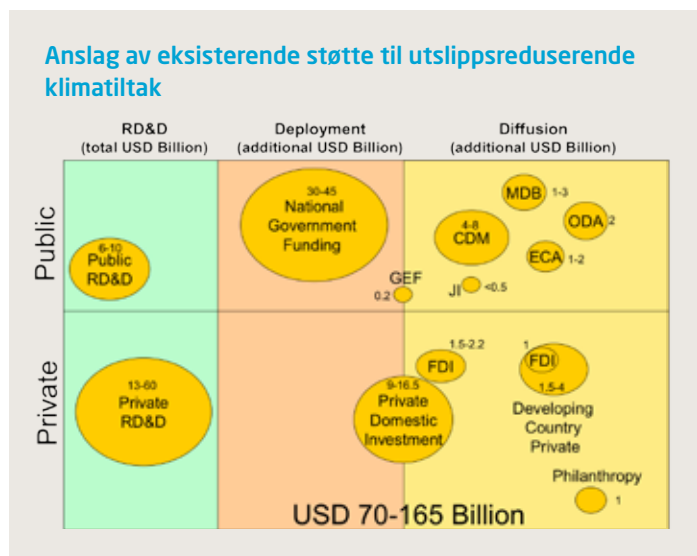 Anslag av eksisterende støtte til utslippsreduserende
klimatiltak
RD&D
(total USD Billion)
Deployment
(additional USD Billion)
Diffusion
(additional USD Billion)
Public
6-10
Public
RD&D
30-45
National
Government
Funding
GEF
0.2
4-8
CDM
MDB
1-3
ODA
2
ECA
1-2
JI
<0.5
Private
13-60
Private
RD&D
9-16.5
Private
Domestic
Investment
1.5-2.2
FDI
1
FDI
1.5-4
Developing
Country
Private
Philanthropy
1
USD 70-165 Billion